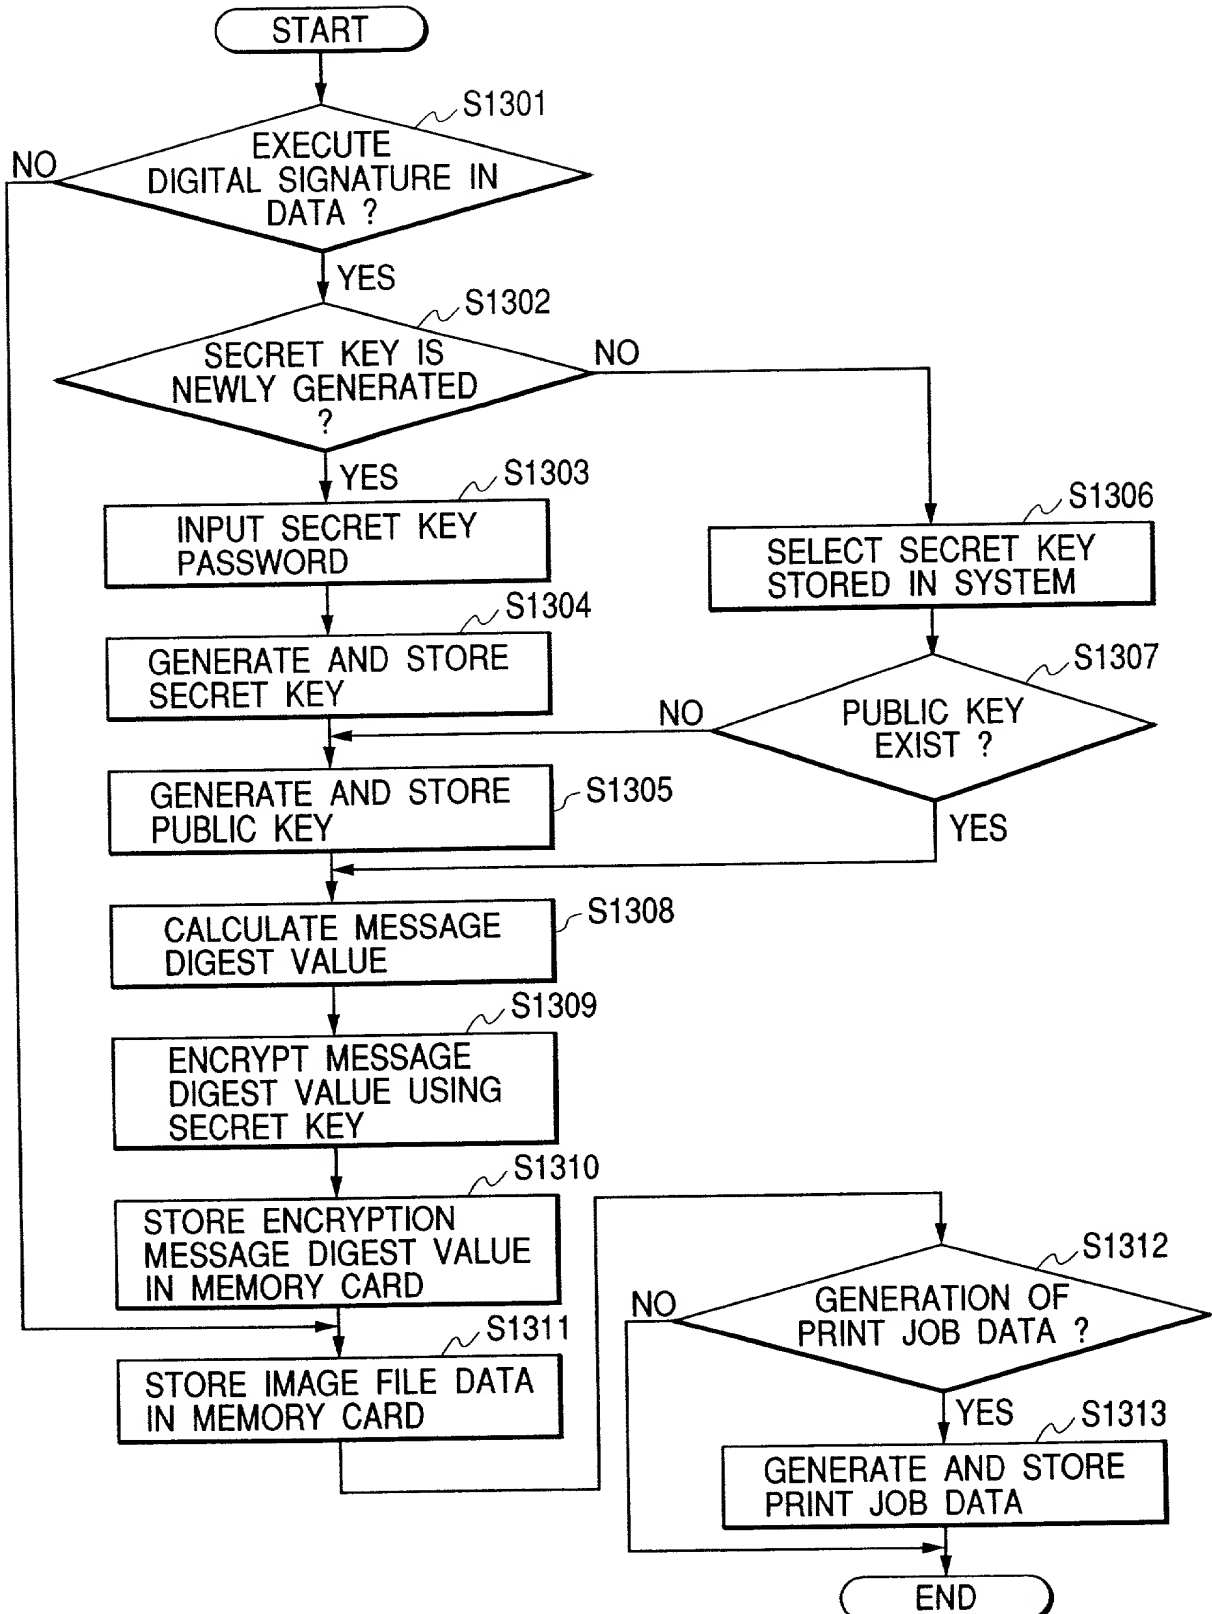 START
S1301
EXECUTE
DIGITAL SIGNATURE IN
DATA ?
NO
YES
S1302
SECRET KEY IS
NEWLY GENERATED
?
NO
YES
S1303
INPUT SECRET KEY
PASSWORD
S1304
GENERATE AND STORE
SECRET KEY
S1306
SELECT SECRET KEY
STORED IN SYSTEM
S1307
PUBLIC KEY
EXIST ?
NO
YES
GENERATE AND STORE
PUBLIC KEY
S1305
CALCULATE MESSAGE
DIGEST VALUE
S1308
S1309
ENCRYPT MESSAGE
DIGEST VALUE USING
SECRET KEY
S1310
STORE ENCRYPTION
MESSAGE DIGEST VALUE
IN MEMORY CARD
S1311
STORE IMAGE FILE DATA
IN MEMORY CARD
S1312
GENERATION OF
PRINT JOB DATA ?
NO
YES
S1313
GENERATE AND STORE
PRINT JOB DATA
END